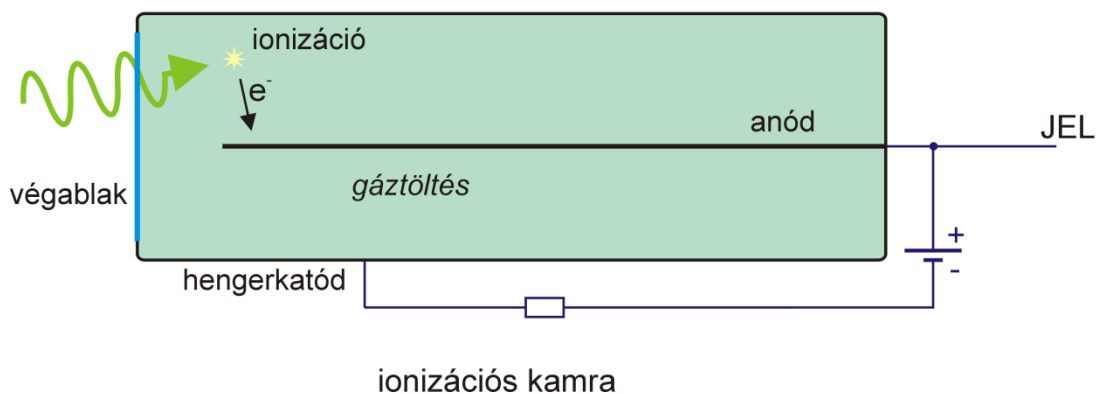 ionizáció
e-
anód
JEL
végablak
gáztöltés
+
-
hengerkatód
ionizációs kamra